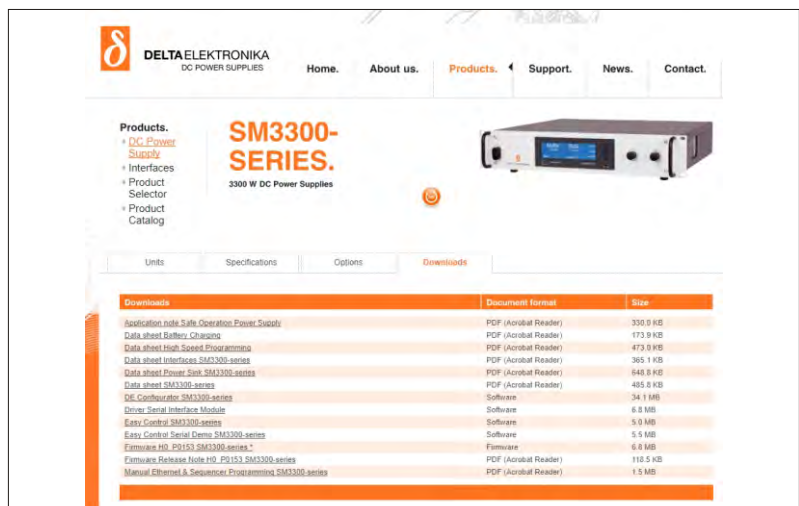 δ
DELTAELEKTRONIKA
DC POWER SUPPLIES
Home. About us. Products. Support. News. Contact.
Products.
DC Power
Supply
Interfaces
Product
Selector
Product
Catalog
SM3300-
SERIES.
3300 W DC Power Supplies
Units Specifications Options Downloads
Downloads Document format Size
Application note Safe Operation Power Supply PDF (Acrobat Reader) 330.0 KB
Data sheet Battery Charging PDF (Acrobat Reader) 173.9 KB
Data sheet High Speed Programming PDF (Acrobat Reader) 473.0 KB
Data sheet Interfaces SM3300-series PDF (Acrobat Reader) 365.1 KB
Data sheet Power Sink SM3300-series PDF (Acrobat Reader) 648.8 KB
Data sheet SM3300-series PDF (Acrobat Reader) 485.8 KB
DE Configurator SM3300-series Software 34.1 MB
Driver Serial Interface Module Software 6.8 MB
Easy Control SM3300-series Software 5.0 MB
Easy Control Serial Demo SM3300-series Software 5.5 MB
Firmware H0_P0153 SM3300-series * Firmware 6.8 MB
Firmware Release Note H0_P0153 SM3300-series PDF (Acrobat Reader) 118.5 KB
Manual Ethernet & Sequencer Programming SM3300-series PDF (Acrobat Reader) 1.5 MB